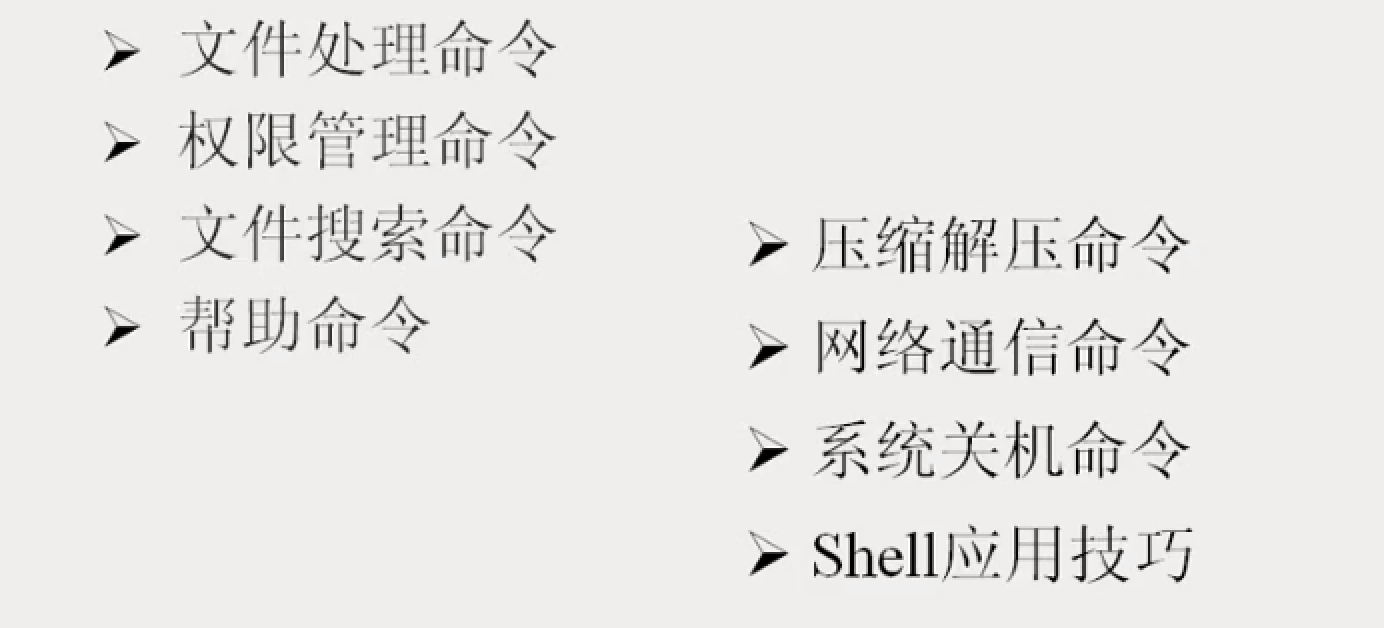 文件处理命令
权限管理命令
文件搜索命令
帮助命令
压缩解压命令
网络通信命令
系统关机命令
Shell应用技巧